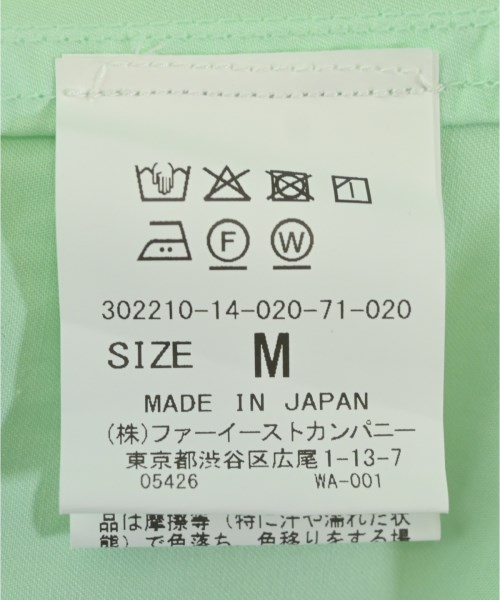 F W
302210-14-020-71-020
SIZE M
MADE IN JAPAN
(株)ファーイーストカンパニー
東京都渋谷区広尾1-13-7
05426 WA-001
品は摩擦等(特に汗や濡れた状
態)で色落ち、色移りをする場